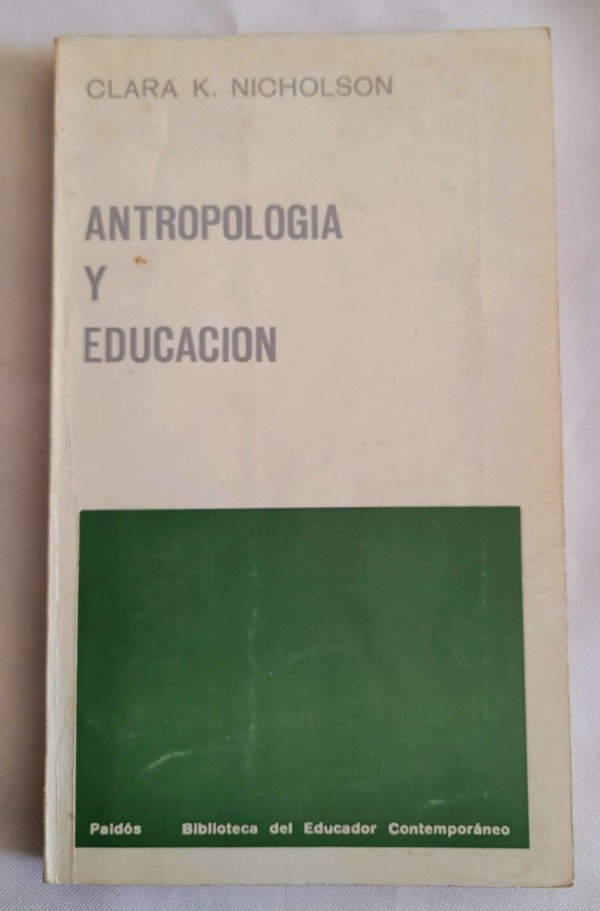 CLARA K. NICHOLSON
ANTROPOLOGIA
Y
EDUCACION
Paidós Biblioteca del Educador Contemporáneo